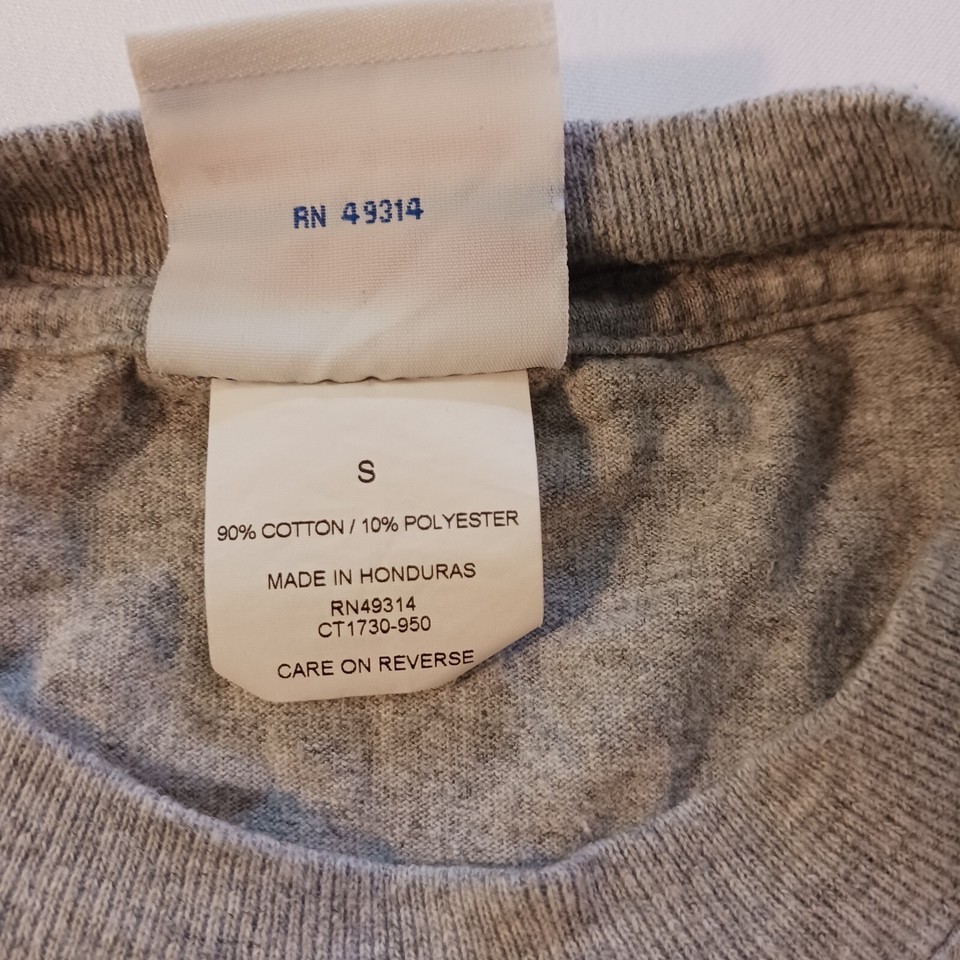 RN 49314
S
90% COTTON / 10% POLYESTER
MADE IN HONDURAS
RN49314
CT1730-950
CARE ON REVERSE